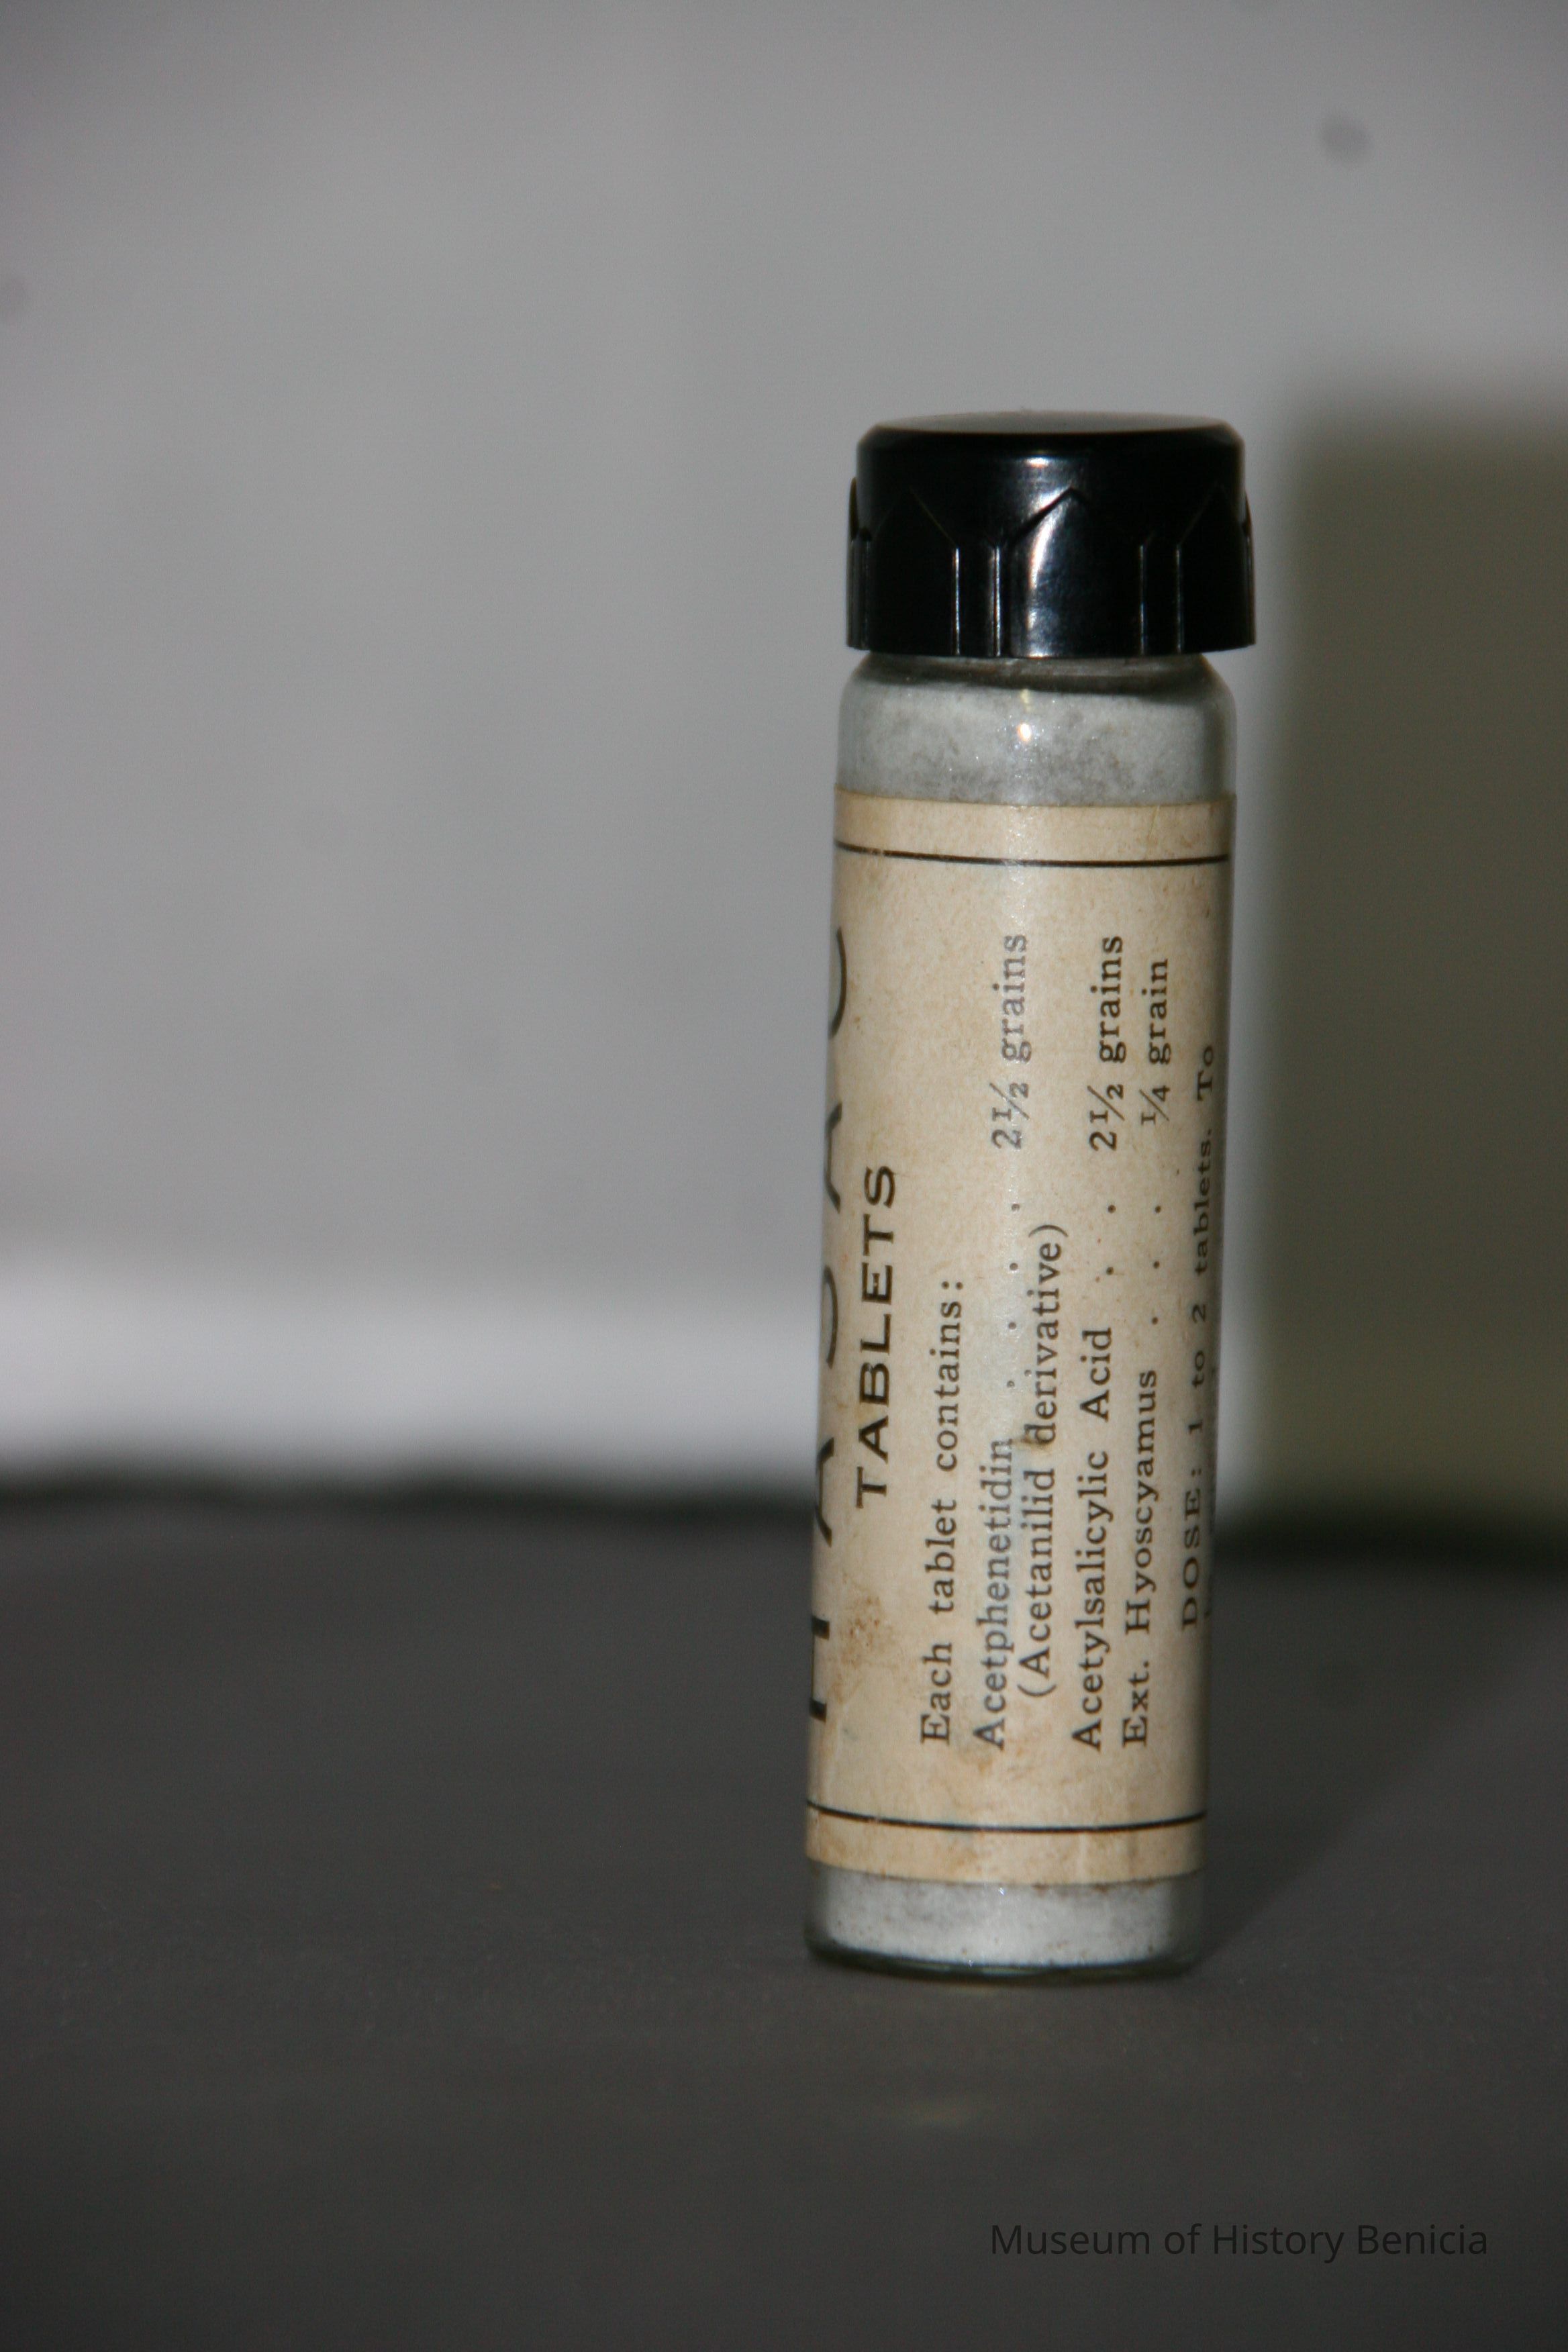 TABLETS
Each tablet contains:
Acetphenetidin . . . . 2½ grains
(Acetanilid derivative)
Acetylsalicylic Acid . . 2½ grains
Ext. Hyoscyamus . . . ¼ grain
DOSE: 1 to 2 tablets. To
Museum of History Benicia